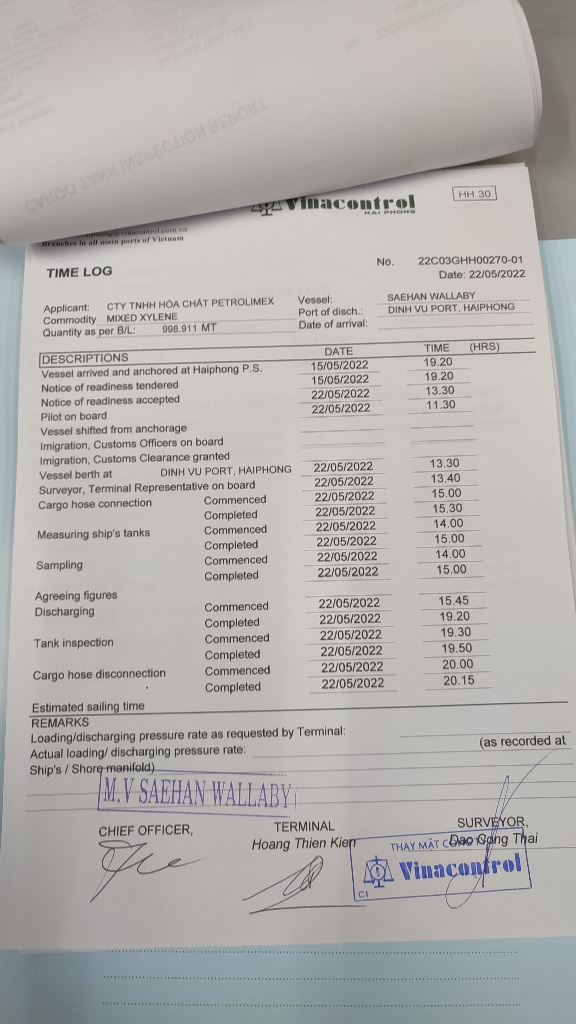 CARGO TANK INSPECTION REPORT
Vinacontrol
HAI PHONG
HH 30
Branches in all main ports of Vietnam
TIME LOG
No. 22C03GHH00270-01
Date: 22/05/2022
Applicant: CTY TNHH HÓA CHẤT PETROLIMEX Vessel: SAEHAN WALLABY
Commodity MIXED XYLENE Port of disch.: DINH VU PORT, HAIPHONG
Quantity as per B/L: 998.911 MT Date of arrival:
DESCRIPTIONS DATE TIME (HRS)
Vessel arrived and anchored at Haiphong P.S. 15/05/2022 19.20
Notice of readiness tendered 15/05/2022 19.20
Notice of readiness accepted 22/05/2022 13.30
Pilot on board 22/05/2022 11.30
Vessel shifted from anchorage
Imigration, Customs Officers on board
Imigration, Customs Clearance granted
Vessel berth at DINH VU PORT, HAIPHONG 22/05/2022 13.30
Surveyor, Terminal Representative on board 22/05/2022 13.40
Cargo hose connection Commenced 22/05/2022 15.00
Completed 22/05/2022 15.30
Measuring ship's tanks Commenced 22/05/2022 14.00
Completed 22/05/2022 15.00
Sampling Commenced 22/05/2022 14.00
Completed 22/05/2022 15.00
Agreeing figures
Discharging Commenced 22/05/2022 15.45
Completed 22/05/2022 19.20
Tank inspection Commenced 22/05/2022 19.30
Completed 22/05/2022 19.50
Cargo hose disconnection Commenced 22/05/2022 20.00
Completed 22/05/2022 20.15
Estimated sailing time
REMARKS
Loading/discharging pressure rate as requested by Terminal:
Actual loading/ discharging pressure rate: (as recorded at
Ship's / Shore manifold)
M.V SAEHAN WALLABY
CHIEF OFFICER, TERMINAL SURVEYOR,
Hoang Thien Kien Dao Cong Thai
THAY MẶT CÔNG TY
Vinacontrol
CI